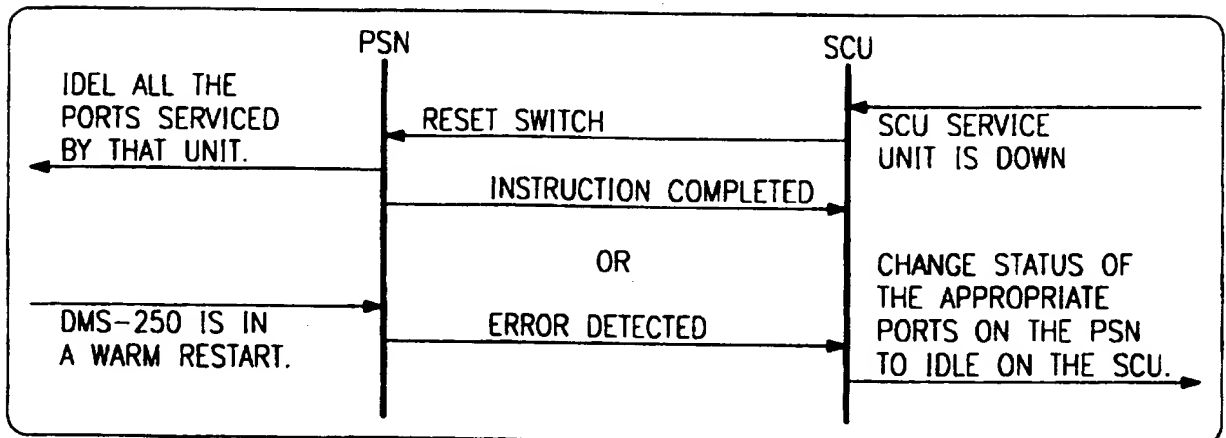 PSN
SCU
IDEL ALL THE
PORTS SERVICED
BY THAT UNIT.
RESET SWITCH
SCU SERVICE
UNIT IS DOWN
INSTRUCTION COMPLETED
OR
DMS-250 IS IN
A WARM RESTART.
ERROR DETECTED
CHANGE STATUS OF
THE APPROPRIATE
PORTS ON THE PSN
TO IDLE ON THE SCU.